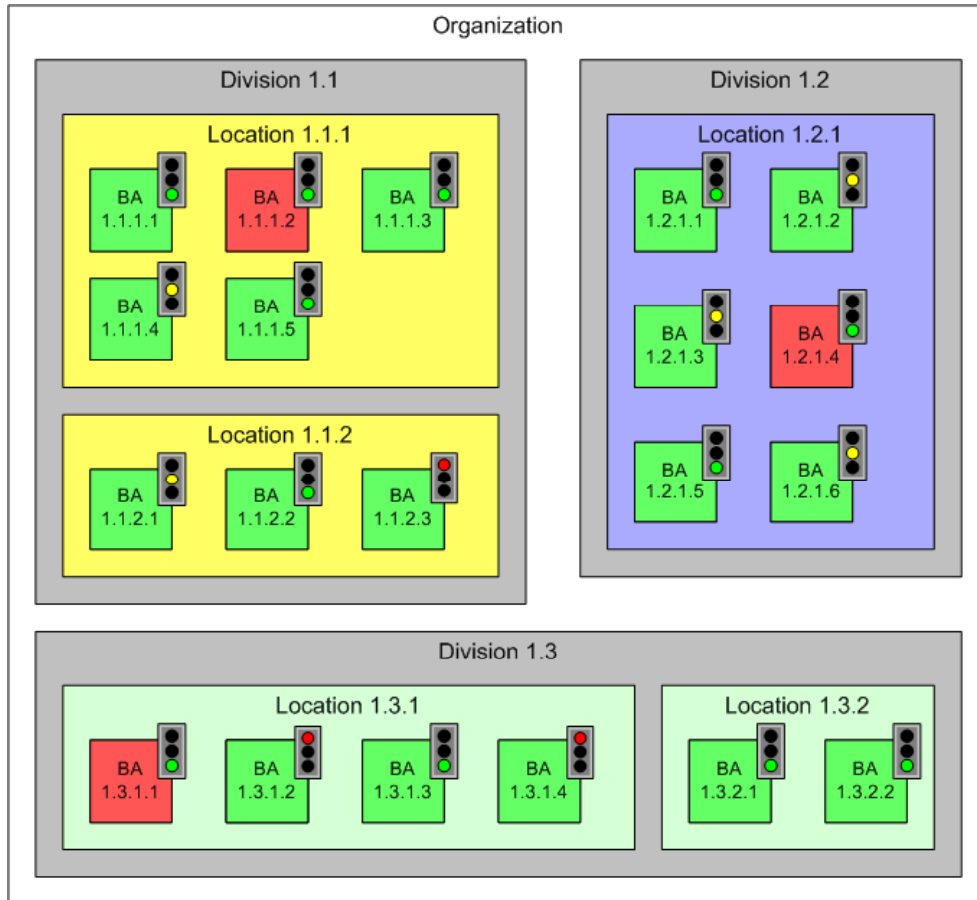 Organization
Division 1.1
Location 1.1.1
BA
1.1.1.1
BA
1.1.1.2
BA
1.1.1.3
BA
1.1.1.4
BA
1.1.1.5
Location 1.1.2
BA
1.1.2.1
BA
1.1.2.2
BA
1.1.2.3
Division 1.2
Location 1.2.1
BA
1.2.1.1
BA
1.2.1.2
BA
1.2.1.3
BA
1.2.1.4
BA
1.2.1.5
BA
1.2.1.6
Division 1.3
Location 1.3.1
BA
1.3.1.1
BA
1.3.1.2
BA
1.3.1.3
BA
1.3.1.4
Location 1.3.2
BA
1.3.2.1
BA
1.3.2.2